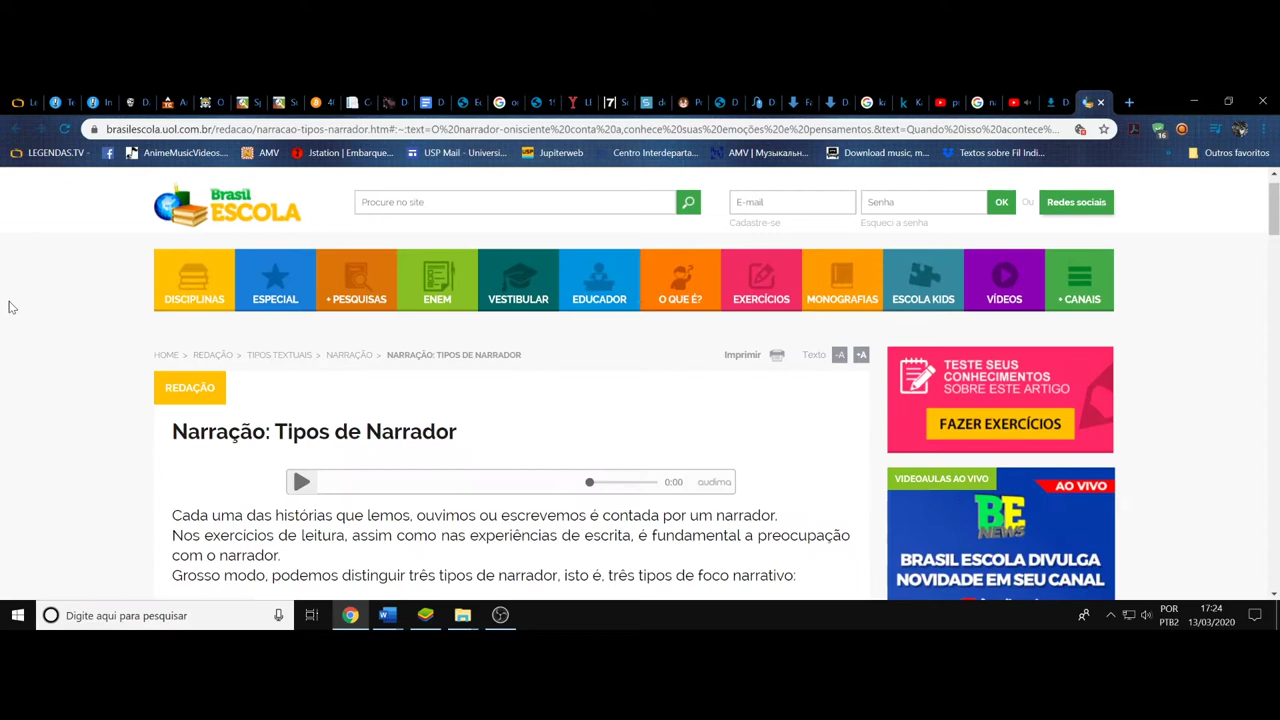 brasilescola.uol.com.br/redacao/narracao-tipos-narrador.htm#:~:text=O%20narrador-onisciente%20conta%20a,conhece%20suas%20emoções%20e%20pensamentos.&text=Quando%20isso%20acontece%...
LEGENDAS.TV - AnimeMusicVideos... AMV Jstation | Embarque... USP Mail - Universi... Jupiterweb Centro Interdeparta... AMV | Музыкальн... Download music, m... Textos sobre Fil Indi... » Outros favoritos
Brasil
ESCOLA
Procure no site
E-mail Senha OK Ou Redes sociais
Cadastre-se Esqueci a senha
DISCIPLINAS ESPECIAL + PESQUISAS ENEM VESTIBULAR EDUCADOR O QUE É? EXERCÍCIOS MONOGRAFIAS ESCOLA KIDS VÍDEOS + CANAIS
HOME > REDAÇÃO > TIPOS TEXTUAIS > NARRAÇÃO > NARRAÇÃO: TIPOS DE NARRADOR
Imprimir Texto -A +A
REDAÇÃO
Narração: Tipos de Narrador
0:00 audima
Cada uma das histórias que lemos, ouvimos ou escrevemos é contada por um narrador.
Nos exercícios de leitura, assim como nas experiências de escrita, é fundamental a preocupação
com o narrador.
Grosso modo, podemos distinguir três tipos de narrador, isto é, três tipos de foco narrativo:
TESTE SEUS
CONHECIMENTOS
SOBRE ESTE ARTIGO
FAZER EXERCÍCIOS
VIDEOAULAS AO VIVO
AO VIVO
BE
NEWS
BRASIL ESCOLA DIVULGA
NOVIDADE EM SEU CANAL
Digite aqui para pesquisar
POR
PTB2
17:24
13/03/2020